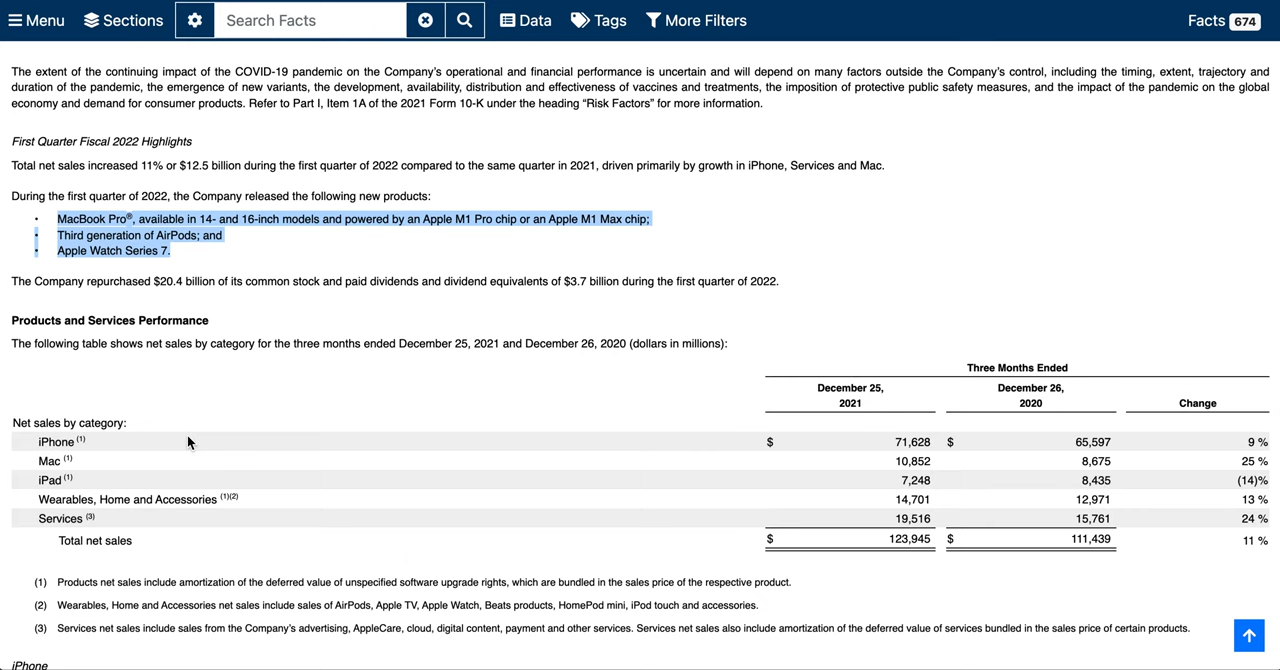 Menu Sections Search Facts Data Tags More Filters Facts 674
The extent of the continuing impact of the COVID-19 pandemic on the Company's operational and financial performance is uncertain and will depend on many factors outside the Company's control, including the timing, extent, trajectory and
duration of the pandemic, the emergence of new variants, the development, availability, distribution and effectiveness of vaccines and treatments, the imposition of protective public safety measures, and the impact of the pandemic on the global
economy and demand for consumer products. Refer to Part I, Item 1A of the 2021 Form 10-K under the heading “Risk Factors” for more information.
First Quarter Fiscal 2022 Highlights
Total net sales increased 11% or $12.5 billion during the first quarter of 2022 compared to the same quarter in 2021, driven primarily by growth in iPhone, Services and Mac.
During the first quarter of 2022, the Company released the following new products:
• MacBook Pro®, available in 14- and 16-inch models and powered by an Apple M1 Pro chip or an Apple M1 Max chip;
• Third generation of AirPods; and
• Apple Watch Series 7.
The Company repurchased $20.4 billion of its common stock and paid dividends and dividend equivalents of $3.7 billion during the first quarter of 2022.
Products and Services Performance
The following table shows net sales by category for the three months ended December 25, 2021 and December 26, 2020 (dollars in millions):
Three Months Ended
December 25, December 26,
2021 2020 Change
Net sales by category:
iPhone (1) $ 71,628 $ 65,597 9 %
Mac (1) 10,852 8,675 25 %
iPad (1) 7,248 8,435 (14)%
Wearables, Home and Accessories (1)(2) 14,701 12,971 13 %
Services (3) 19,516 15,761 24 %
Total net sales $ 123,945 $ 111,439 11 %
(1) Products net sales include amortization of the deferred value of unspecified software upgrade rights, which are bundled in the sales price of the respective product.
(2) Wearables, Home and Accessories net sales include sales of AirPods, Apple TV, Apple Watch, Beats products, HomePod mini, iPod touch and accessories.
(3) Services net sales include sales from the Company's advertising, AppleCare, cloud, digital content, payment and other services. Services net sales also include amortization of the deferred value of services bundled in the sales price of certain products.
iPhone